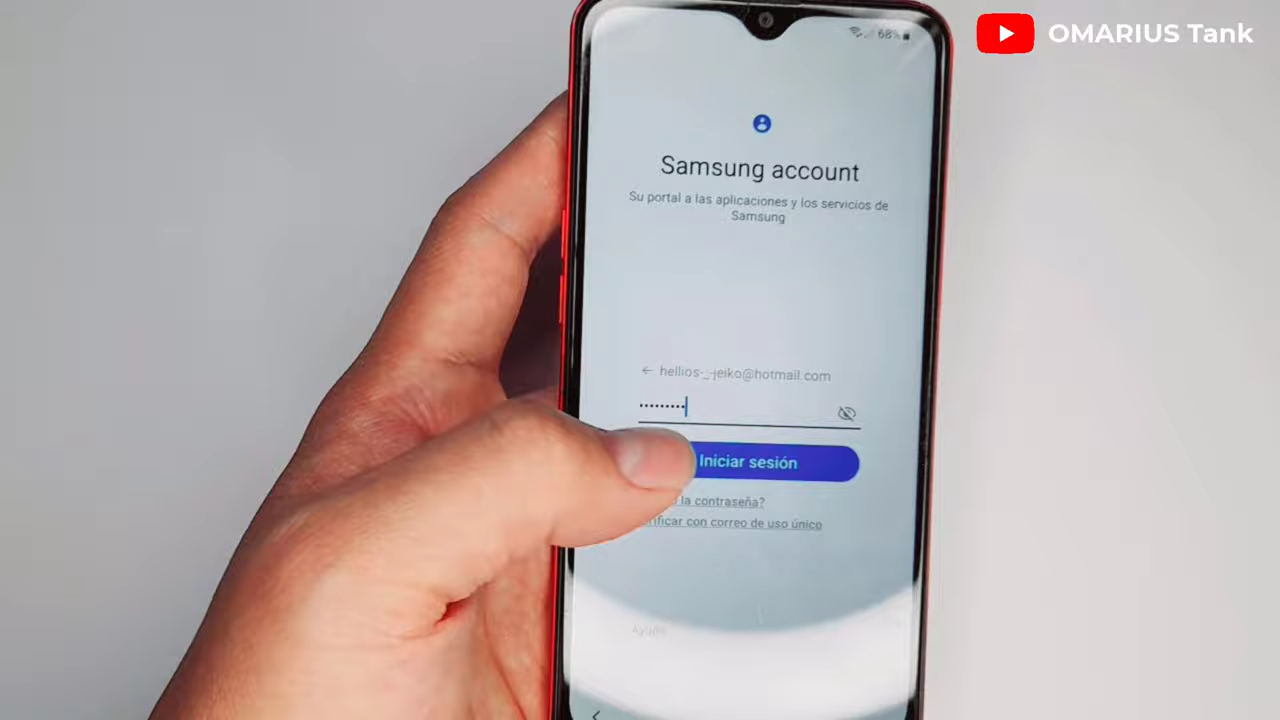 OMARIUS Tank
68%
Samsung account
Su portal a las aplicaciones y los servicios de
Samsung
hellios-_-jeiko@hotmail.com
Iniciar sesión
la contraseña?
con correo de uso único
Ayuda